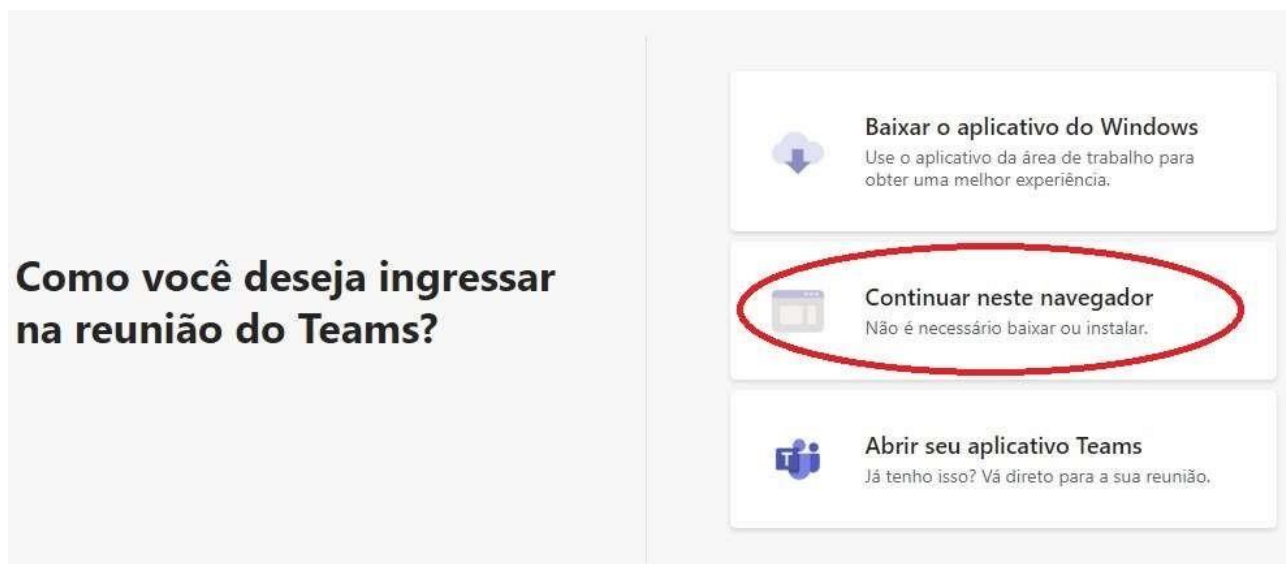 Como você deseja ingressar
na reunião do Teams?
Baixar o aplicativo do Windows
Use o aplicativo da área de trabalho para
obter uma melhor experiência.
Continuar neste navegador
Não é necessário baixar ou instalar.
Abrir seu aplicativo Teams
Já tenho isso? Vá direto para a sua reunião.